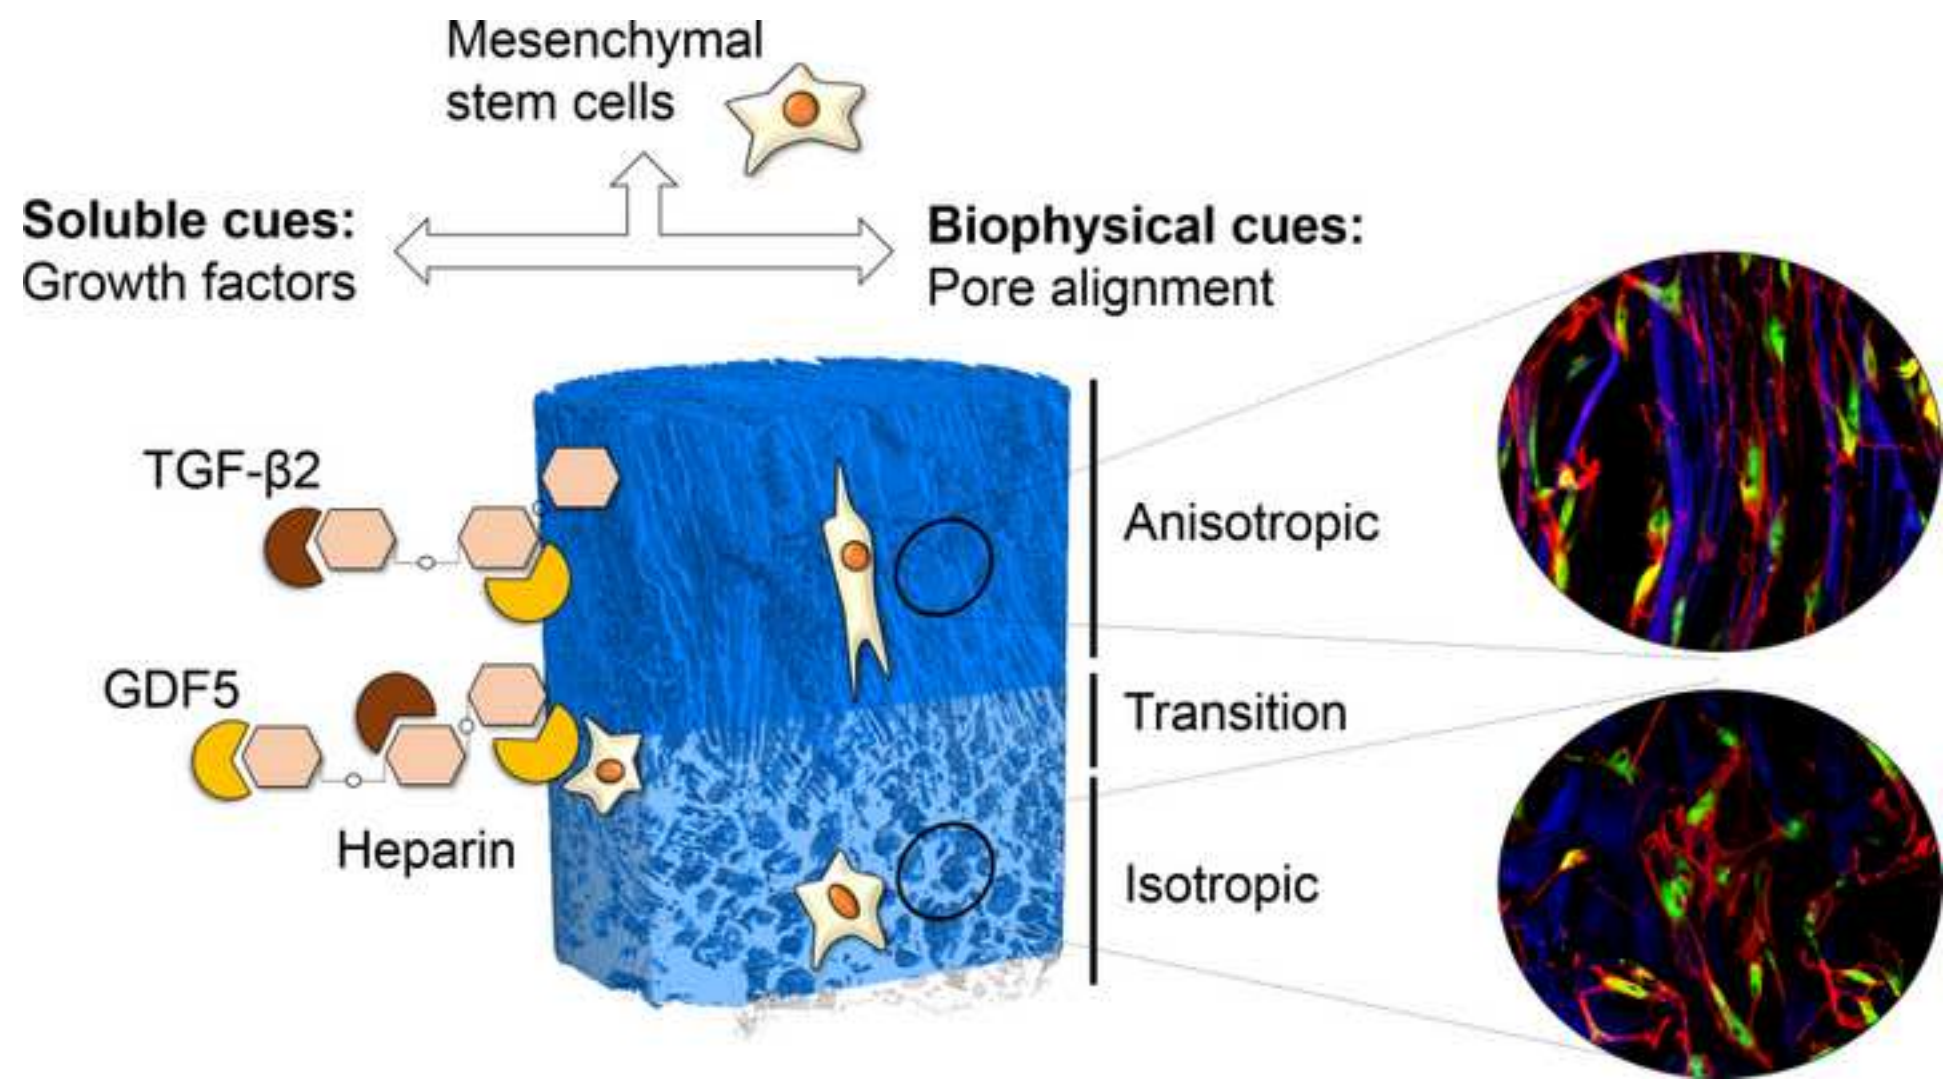 Mesenchymal
stem cells
Soluble cues:
Growth factors
Biophysical cues:
Pore alignment
TGF-β2
GDF5
Heparin
Anisotropic
Transition
Isotropic